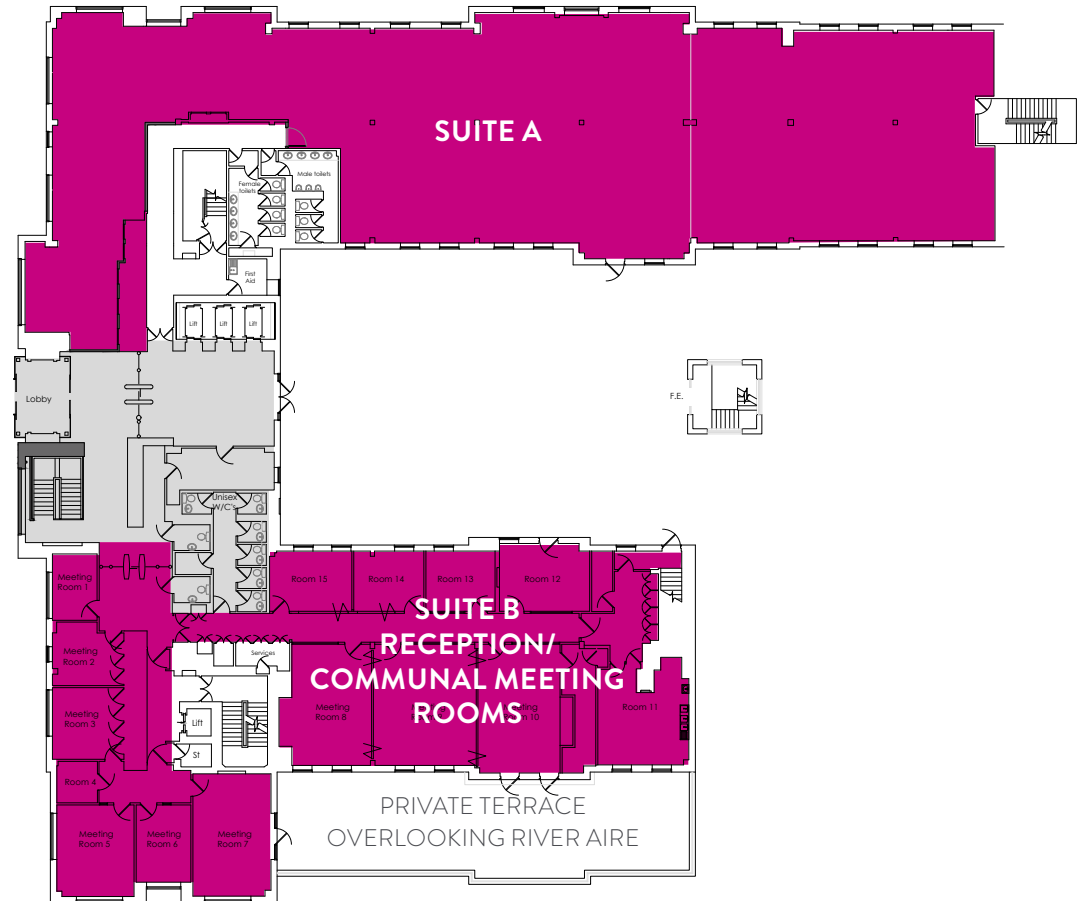 SUITE A
Male toilets
Female
toilets
First
Aid
Lift
Lift
Lift
Lobby
F.E.
Unisex
W/C's
Meeting
Room 1
Room 15
Room 14
Room 13
Room 12
SUITE B
RECEPTION/
COMMUNAL MEETING
ROOMS
Meeting
Room 2
Services
Meeting
Room 3
Meeting
Room 8
Room 10
Room 11
Lift
St
Room 4
Meeting
Room 5
Meeting
Room 6
Meeting
Room 7
PRIVATE TERRACE
OVERLOOKING RIVER AIRE